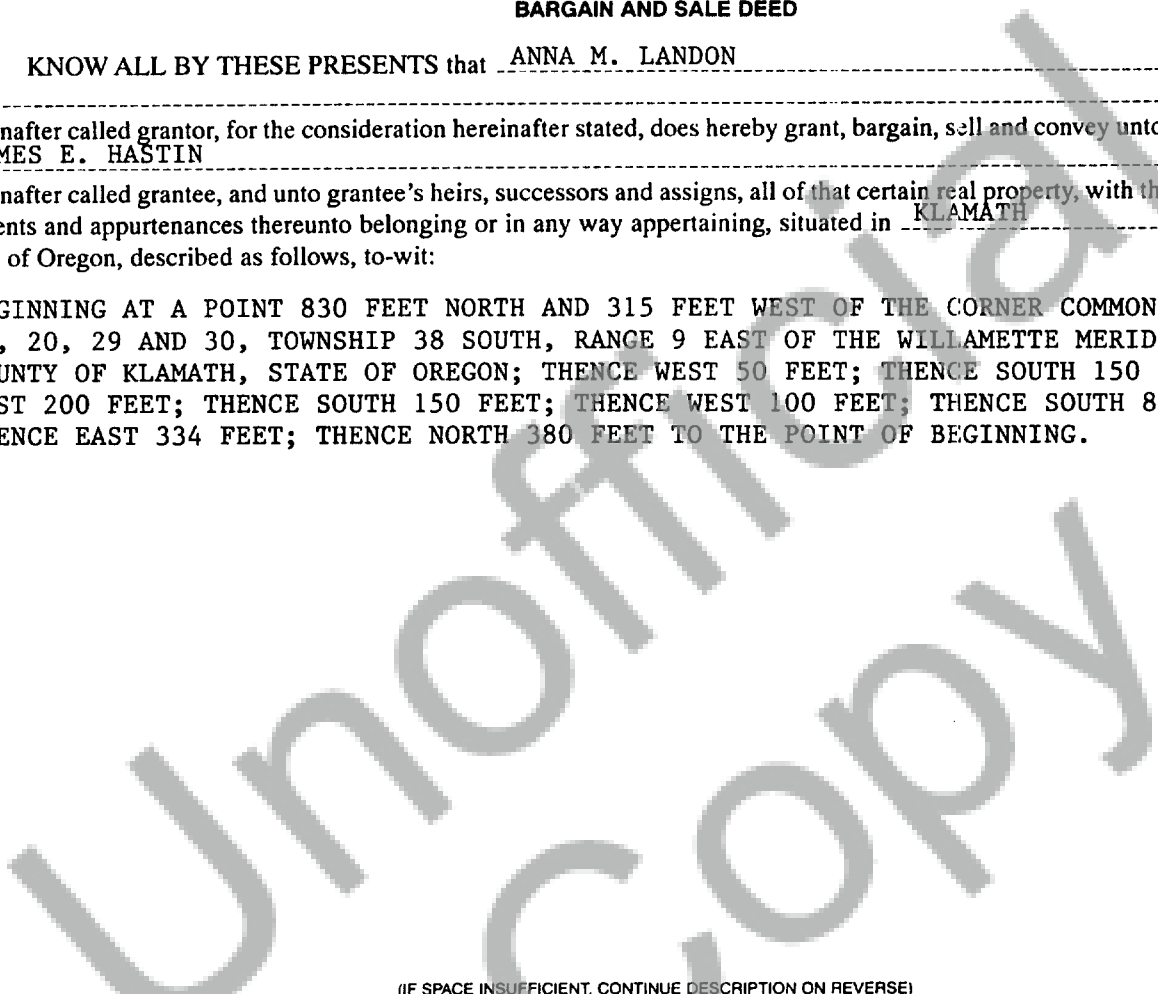 BARGAIN AND SALE DEED
KNOW ALL BY THESE PRESENTS that ANNA M. LANDON
nafter called grantor, for the consideration hereinafter stated, does hereby grant, bargain, sell and convey unto
MES E. HASTIN
nafter called grantee, and unto grantee's heirs, successors and assigns, all of that certain real property, with th
ents and appurtenances thereunto belonging or in any way appertaining, situated in KLAMATH
of Oregon, described as follows, to-wit:
GINNING AT A POINT 830 FEET NORTH AND 315 FEET WEST OF THE CORNER COMMON
, 20, 29 AND 30, TOWNSHIP 38 SOUTH, RANGE 9 EAST OF THE WILLAMETTE MERID
UNTY OF KLAMATH, STATE OF OREGON; THENCE WEST 50 FEET; THENCE SOUTH 150
ST 200 FEET; THENCE SOUTH 150 FEET; THENCE WEST 100 FEET; THENCE SOUTH 8
ENCE EAST 334 FEET; THENCE NORTH 380 FEET TO THE POINT OF BEGINNING.
Unofficial
Copy
(IF SPACE INSUFFICIENT, CONTINUE DESCRIPTION ON REVERSE)